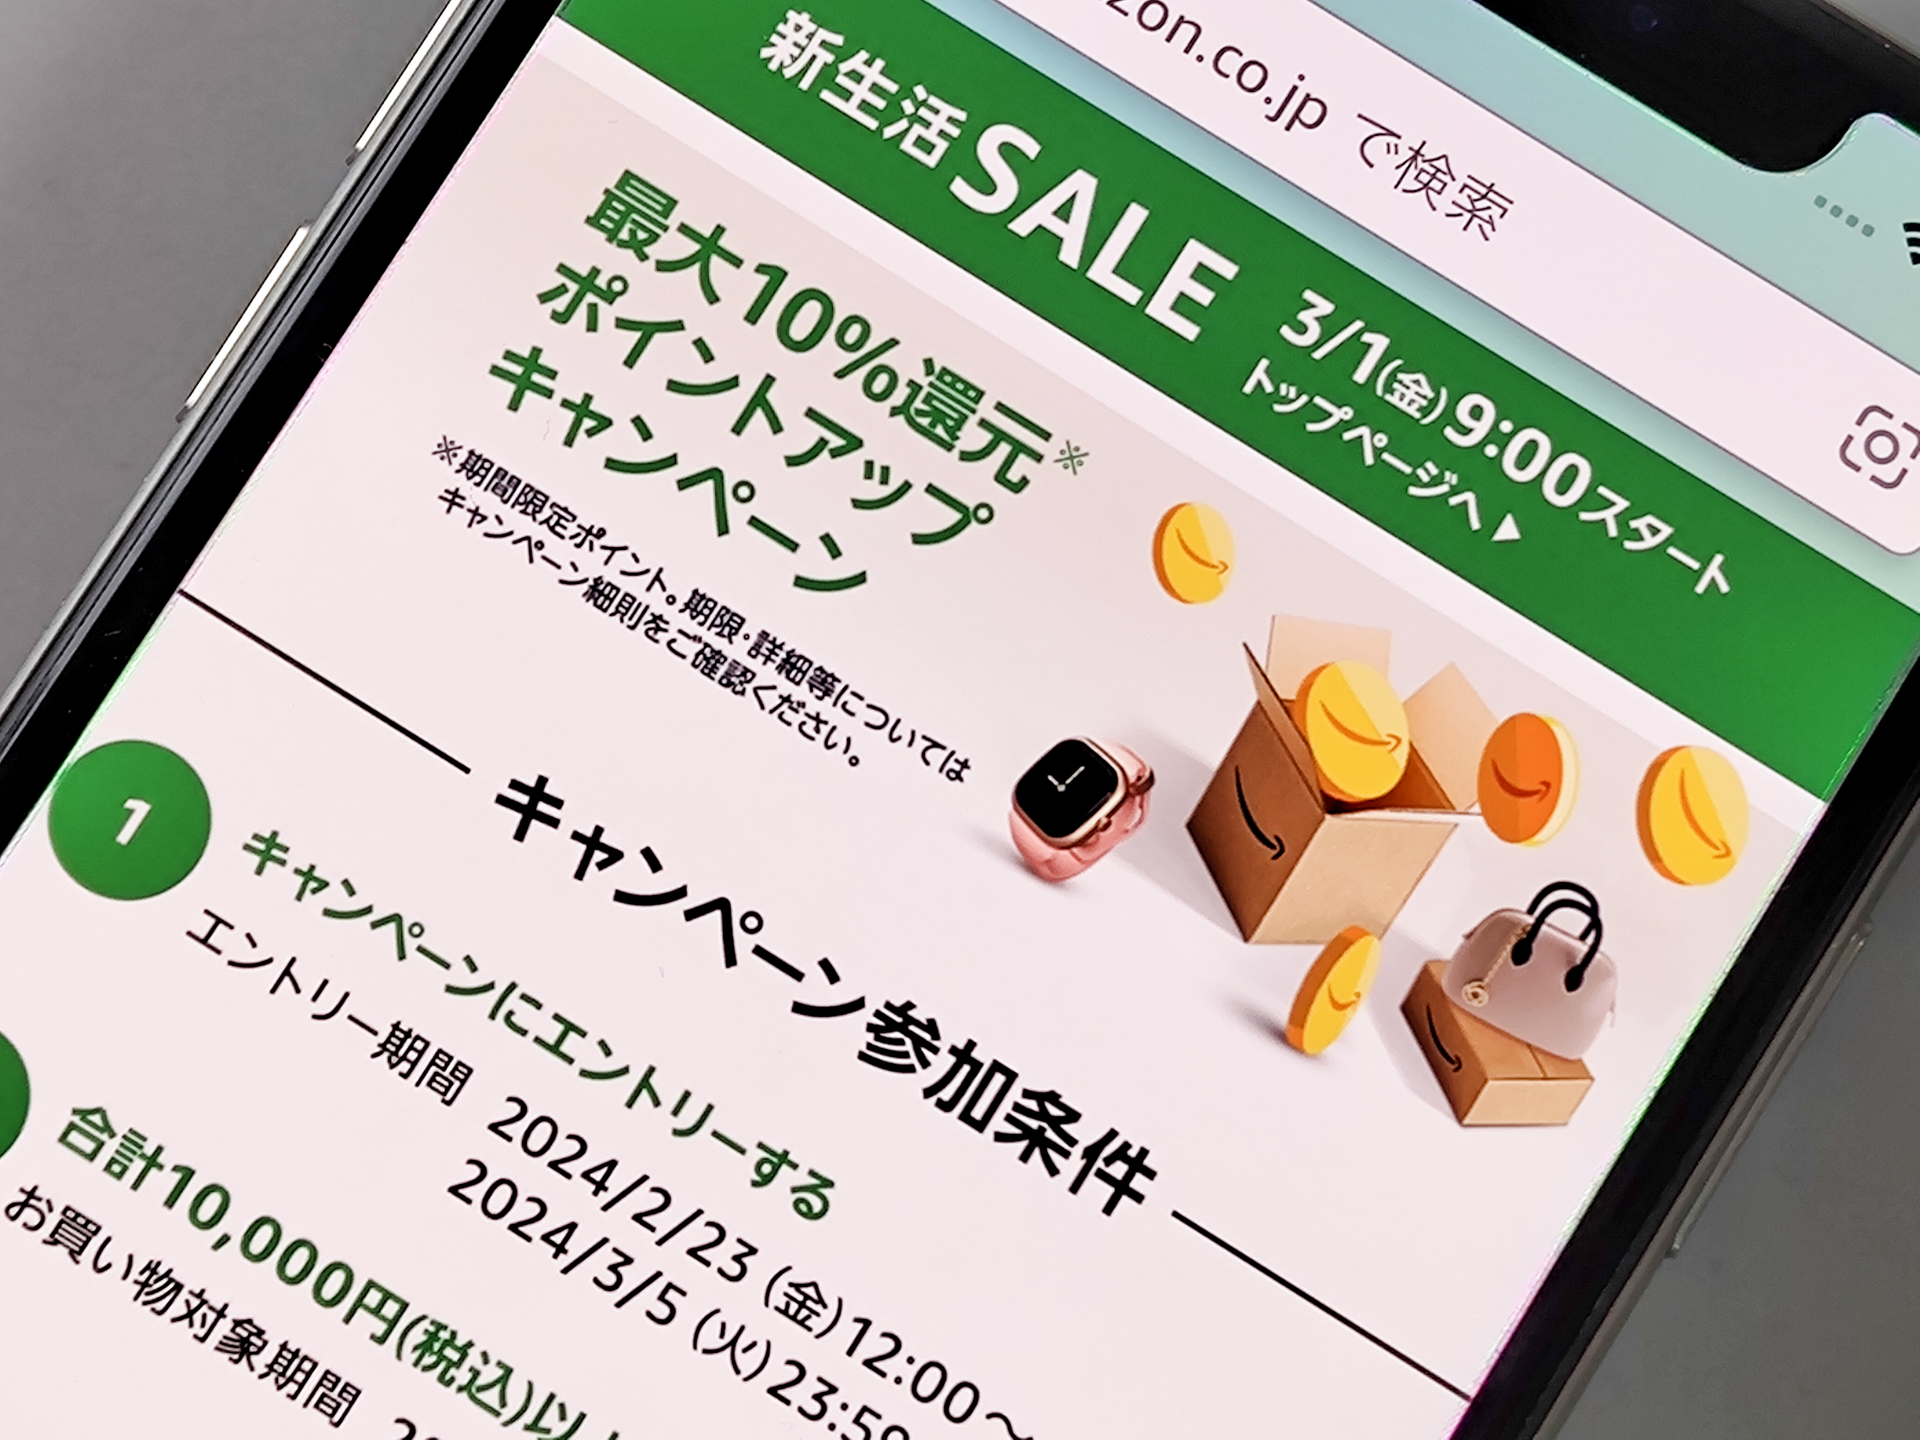 zon.co.jp で検索
新生活SALE
3/1(金)9:00スタート
トップページへ▶
最大10%還元※
ポイントアップ
キャンペーン
※期間限定ポイント。期限・詳細等については
キャンペーン細則をご確認ください。
キャンペーン参加条件
1
キャンペーンにエントリーする
エントリー期間 2024/2/23 (金)12:00～
2024/3/5 (火)23:59
合計10,000円(税込)以
お買い物対象期間 20